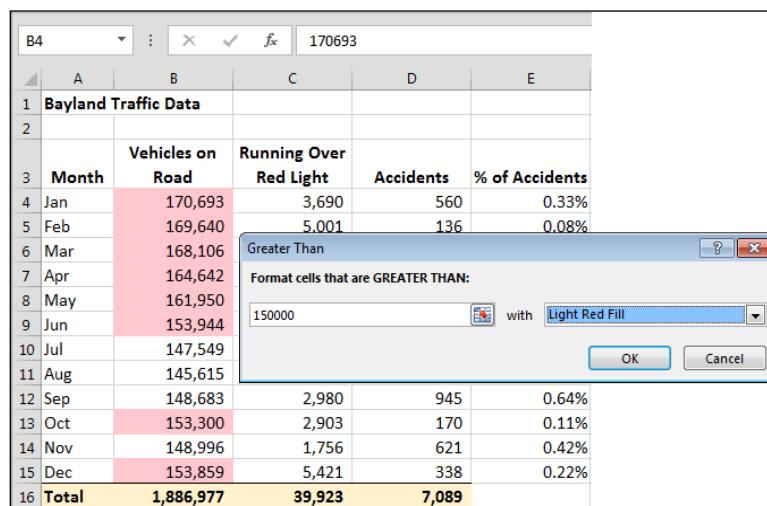 B4 fx 170693
A B C D E
1 Bayland Traffic Data
2
Vehicles on Running Over
3 Month Road Red Light Accidents % of Accidents
4 Jan 170,693 3,690 560 0.33%
5 Feb 169,640 5,001 136 0.08%
6 Mar 168,106 Greater Than ?
7 Apr 164,642 Format cells that are GREATER THAN:
8 May 161,950 150000 with Light Red Fill
9 Jun 153,944
10 Jul 147,549 OK Cancel
11 Aug 145,615
12 Sep 148,683 2,980 945 0.64%
13 Oct 153,300 2,903 170 0.11%
14 Nov 148,996 1,756 621 0.42%
15 Dec 153,859 5,421 338 0.22%
16 Total 1,886,977 39,923 7,089